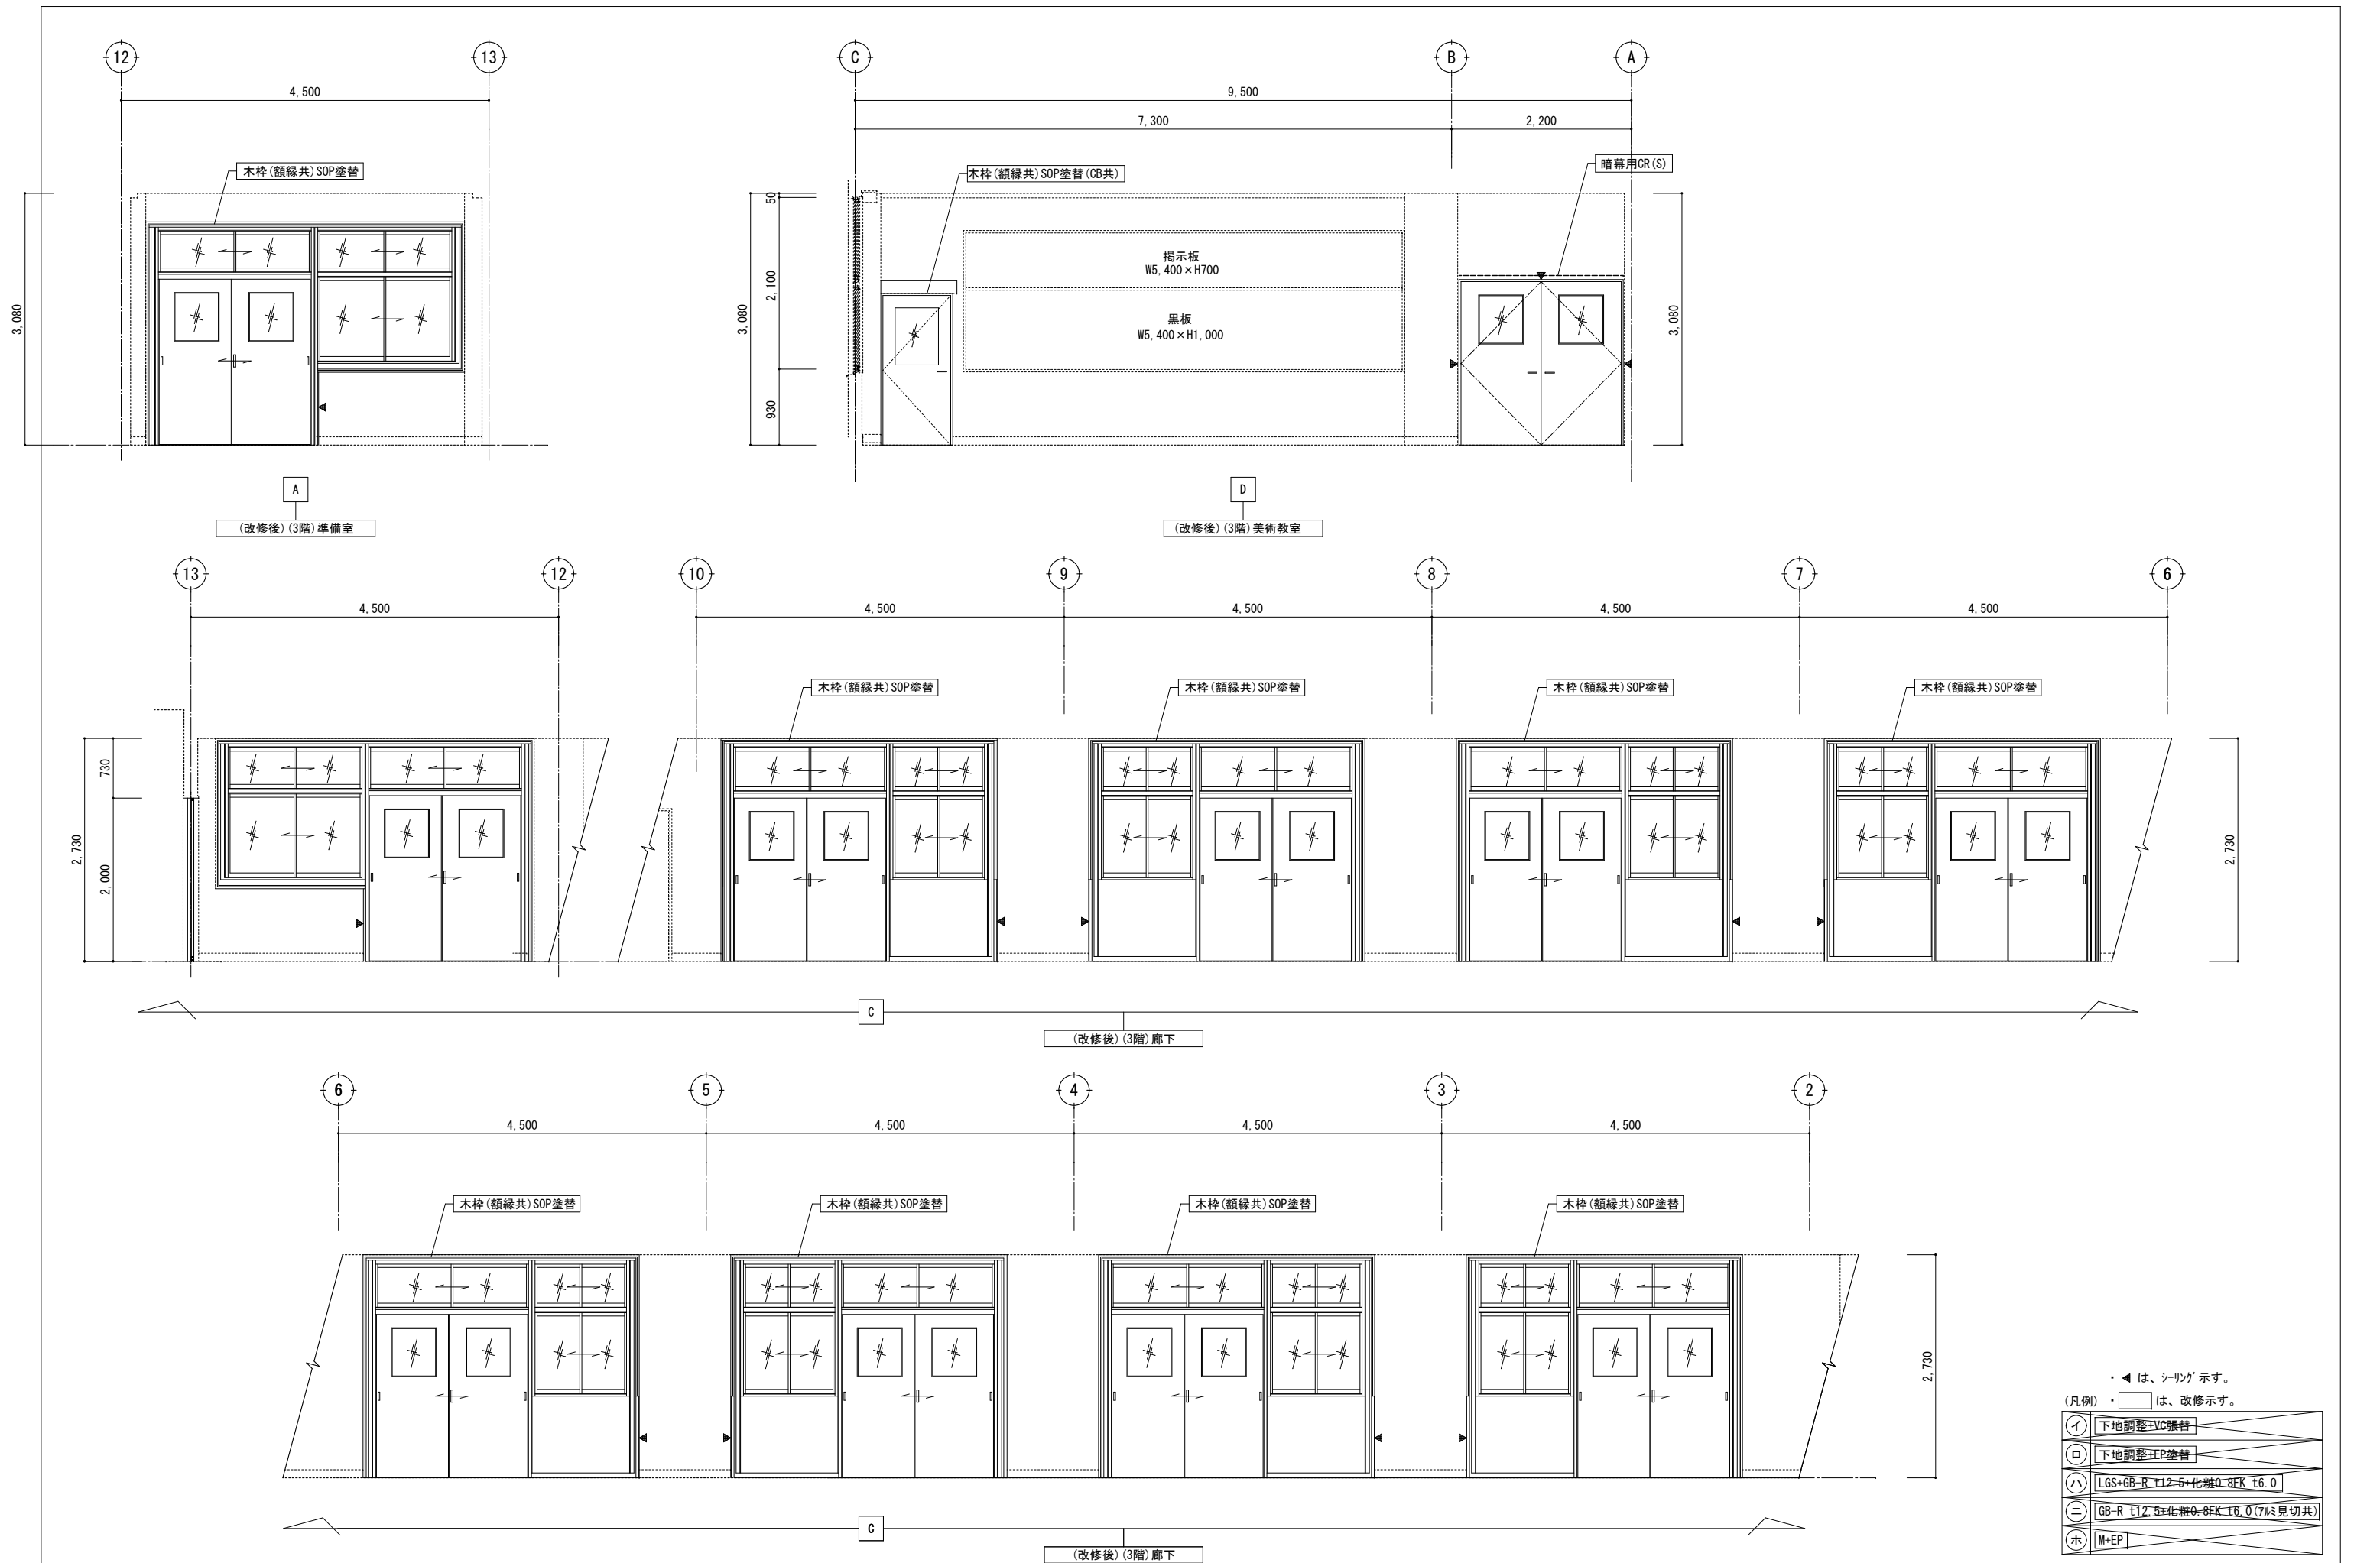 12
13
4,500
木枠(額縁共)SOP塗替
3,080
A
(改修後)(3階)準備室
C
B
A
9,500
7,300
2,200
暗幕用CR(S)
木枠(額縁共)SOP塗替(CB共)
50
2,100
930
3,080
掲示板
W5,400×H700
黒板
W5,400×H1,000
3,080
D
(改修後)(3階)美術教室
13
12
10
9
8
7
6
4,500
4,500
4,500
4,500
4,500
木枠(額縁共)SOP塗替
木枠(額縁共)SOP塗替
木枠(額縁共)SOP塗替
木枠(額縁共)SOP塗替
730
2,000
2,730
2,730
C
(改修後)(3階)廊下
6
5
4
3
2
4,500
4,500
4,500
4,500
木枠(額縁共)SOP塗替
木枠(額縁共)SOP塗替
木枠(額縁共)SOP塗替
木枠(額縁共)SOP塗替
2,730
C
(改修後)(3階)廊下
・◀ は、シーリング示す。
(凡例) ・ は、改修示す。
イ 下地調整+VC張替
ロ 下地調整+EP塗替
ハ LGS+GB-R t12.5+化粧0.8FK t6.0
ニ GB-R t12.5+化粧0.8FK t6.0(アルミ見切共)
ホ M+EP